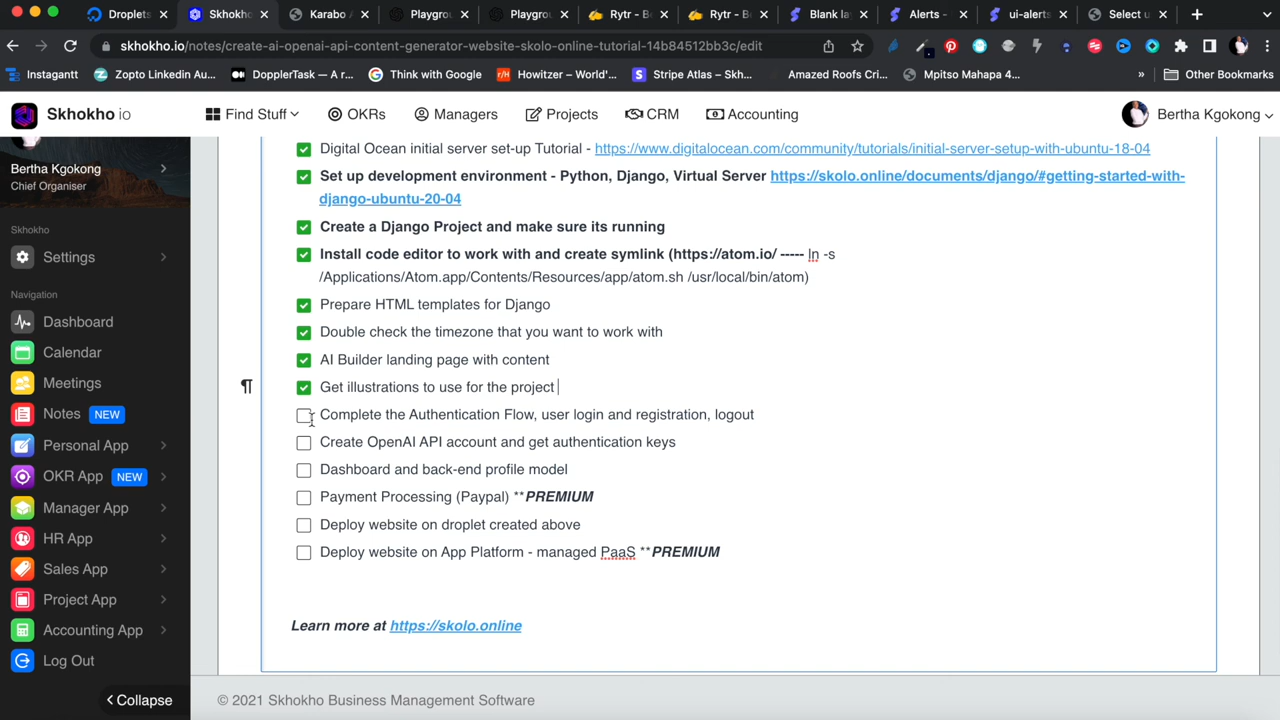 Droplets
Skhokho
Karabo
Playgrou
Playgrou
Rytr - Be
Rytr - Be
Blank lay
Alerts -
ui-alerts
Select u
skhokho.io/notes/create-ai-openai-api-content-generator-website-skolo-online-tutorial-14b84512bb3c/edit
Instagantt
Zopto Linkedin Au...
DopplerTask — A r...
Think with Google
Howitzer – World'...
Stripe Atlas – Skh...
Amazed Roofs Cri...
Mpitso Mahapa 4...
»
Other Bookmarks
Skhokho io
Find Stuff
OKRs
Managers
Projects
CRM
Accounting
Bertha Kgokong
Bertha Kgokong
Chief Organiser
Skhokho
Settings
Navigation
Dashboard
Calendar
Meetings
Notes NEW
Personal App
OKR App NEW
Manager App
HR App
Sales App
Project App
Accounting App
Log Out
Collapse
Digital Ocean initial server set-up Tutorial - https://www.digitalocean.com/community/tutorials/initial-server-setup-with-ubuntu-18-04
Set up development environment - Python, Django, Virtual Server https://skolo.online/documents/django/#getting-started-with-
django-ubuntu-20-04
Create a Django Project and make sure its running
Install code editor to work with and create symlink (https://atom.io/ ----- ln -s
/Applications/Atom.app/Contents/Resources/app/atom.sh /usr/local/bin/atom)
Prepare HTML templates for Django
Double check the timezone that you want to work with
AI Builder landing page with content
¶
Get illustrations to use for the project
Complete the Authentication Flow, user login and registration, logout
Create OpenAI API account and get authentication keys
Dashboard and back-end profile model
Payment Processing (Paypal) **PREMIUM
Deploy website on droplet created above
Deploy website on App Platform - managed PaaS **PREMIUM
Learn more at https://skolo.online
© 2021 Skhokho Business Management Software